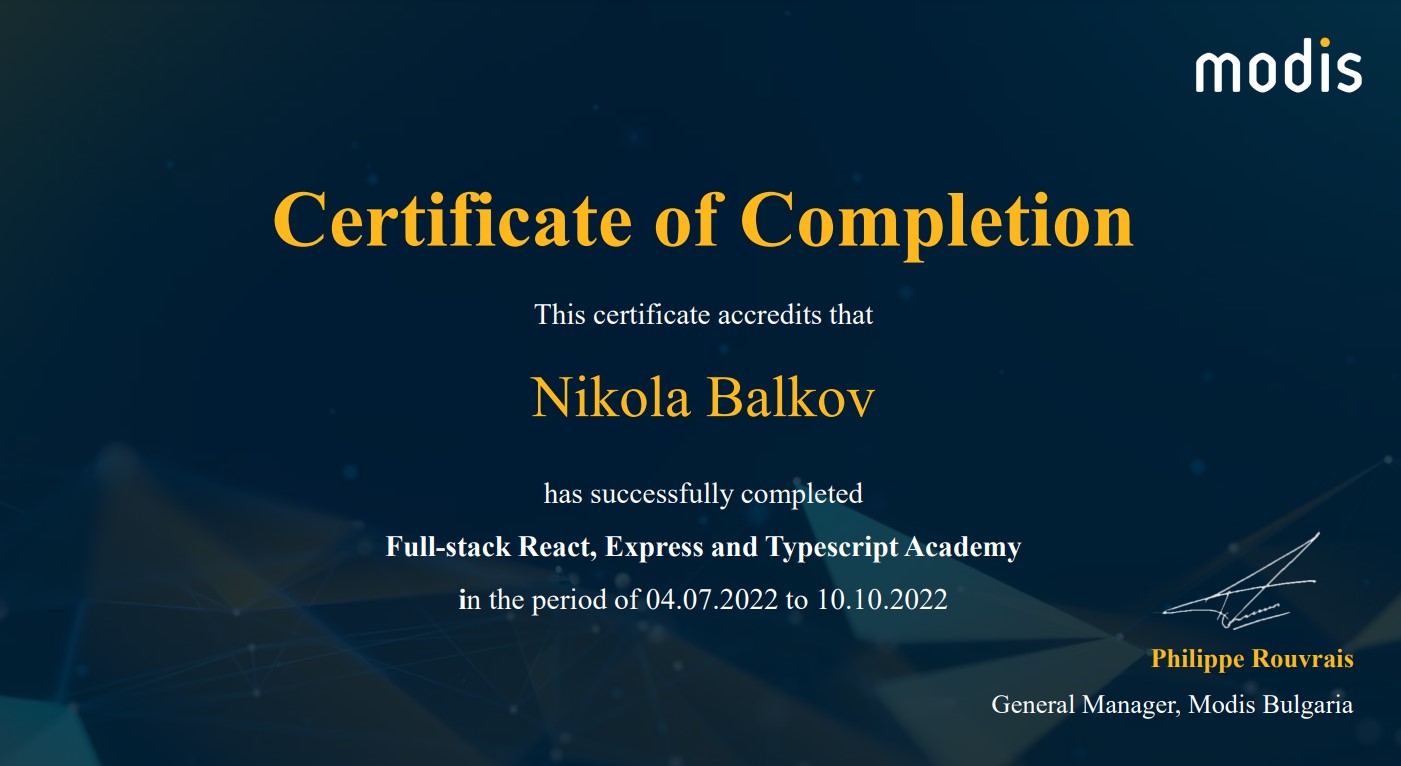 modis
Certificate of Completion
This certificate accredits that
Nikola Balkov
has successfully completed
Full-stack React, Express and Typescript Academy
in the period of 04.07.2022 to 10.10.2022
Philippe Rouvrais
General Manager, Modis Bulgaria